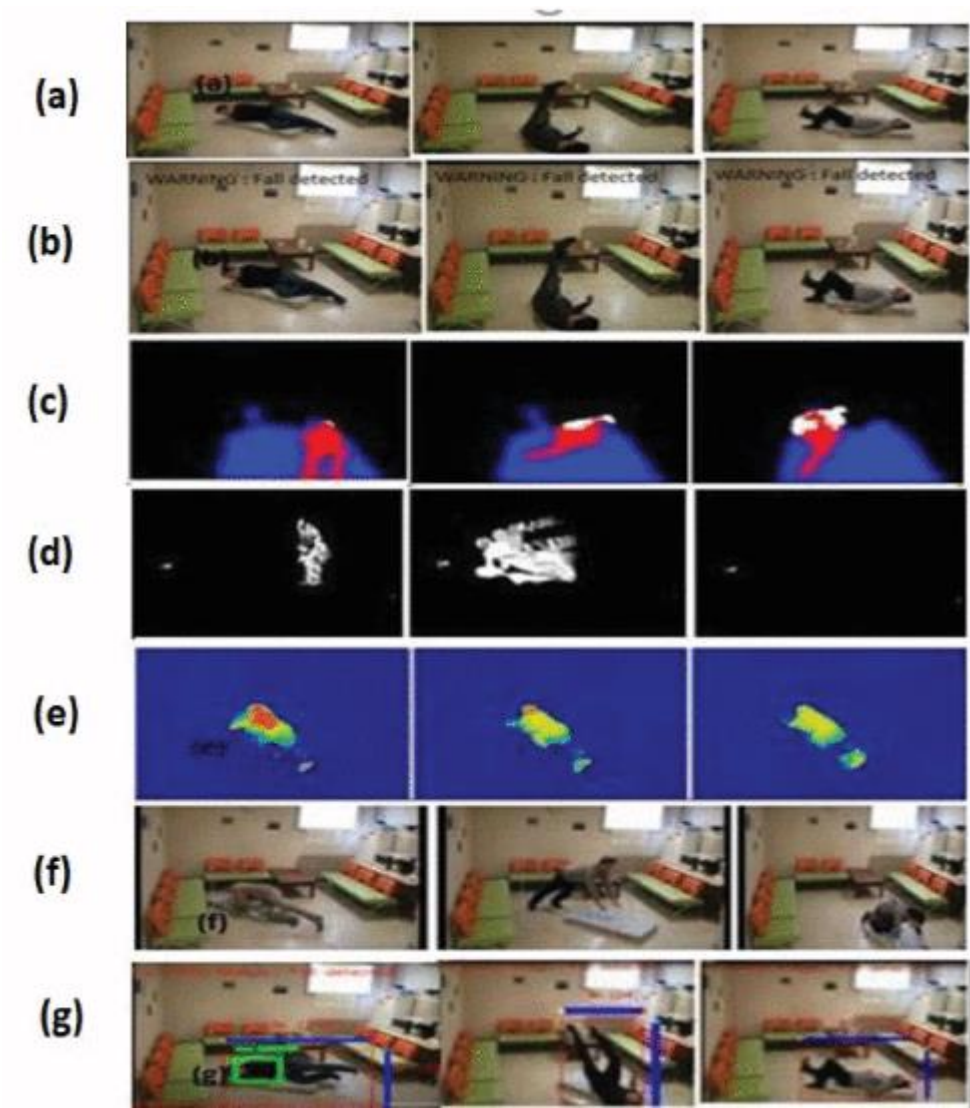 (a)
(a)
(b)
WARNING : Fall detected
WARNING : Fall detected
WARNING : Fall detected
(b)
(c)
(d)
(e)
(f)
(f)
(g)
(g)